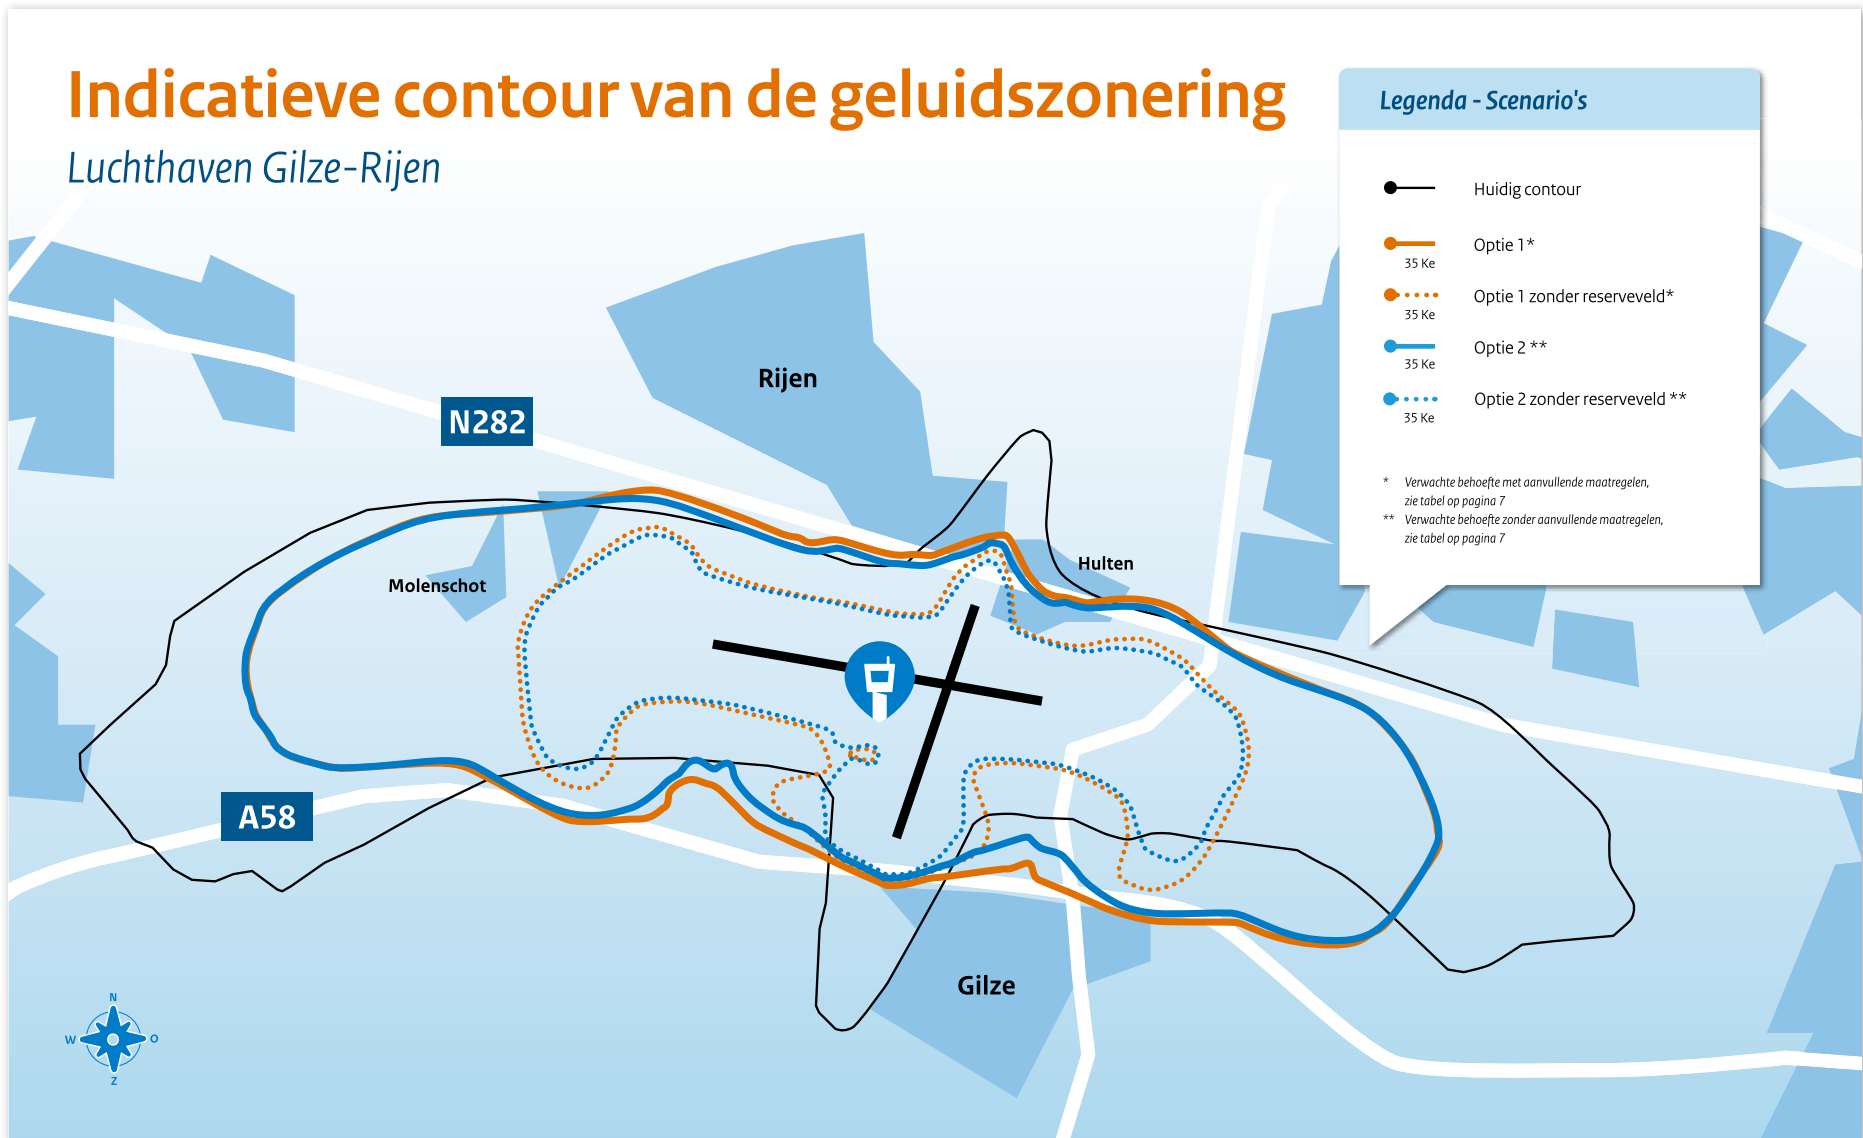 Indicatieve contour van de geluidszonering
Luchthaven Gilze-Rijen
Legenda - Scenario's
Huidig contour
Optie 1*
35 Ke
Optie 1 zonder reserveveld*
35 Ke
Optie 2 **
35 Ke
Optie 2 zonder reserveveld **
35 Ke
* Verwachte behoefte met aanvullende maatregelen,
zie tabel op pagina 7
** Verwachte behoefte zonder aanvullende maatregelen,
zie tabel op pagina 7
Rijen
N282
Hulten
Molenschot
A58
Gilze
N
W O
Z